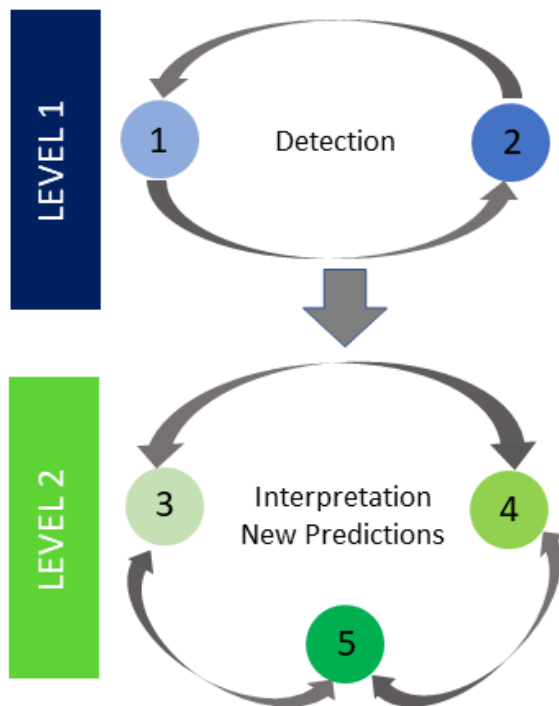 LEVEL 1
1
Detection
2
LEVEL 2
3
Interpretation
New Predictions
4
5